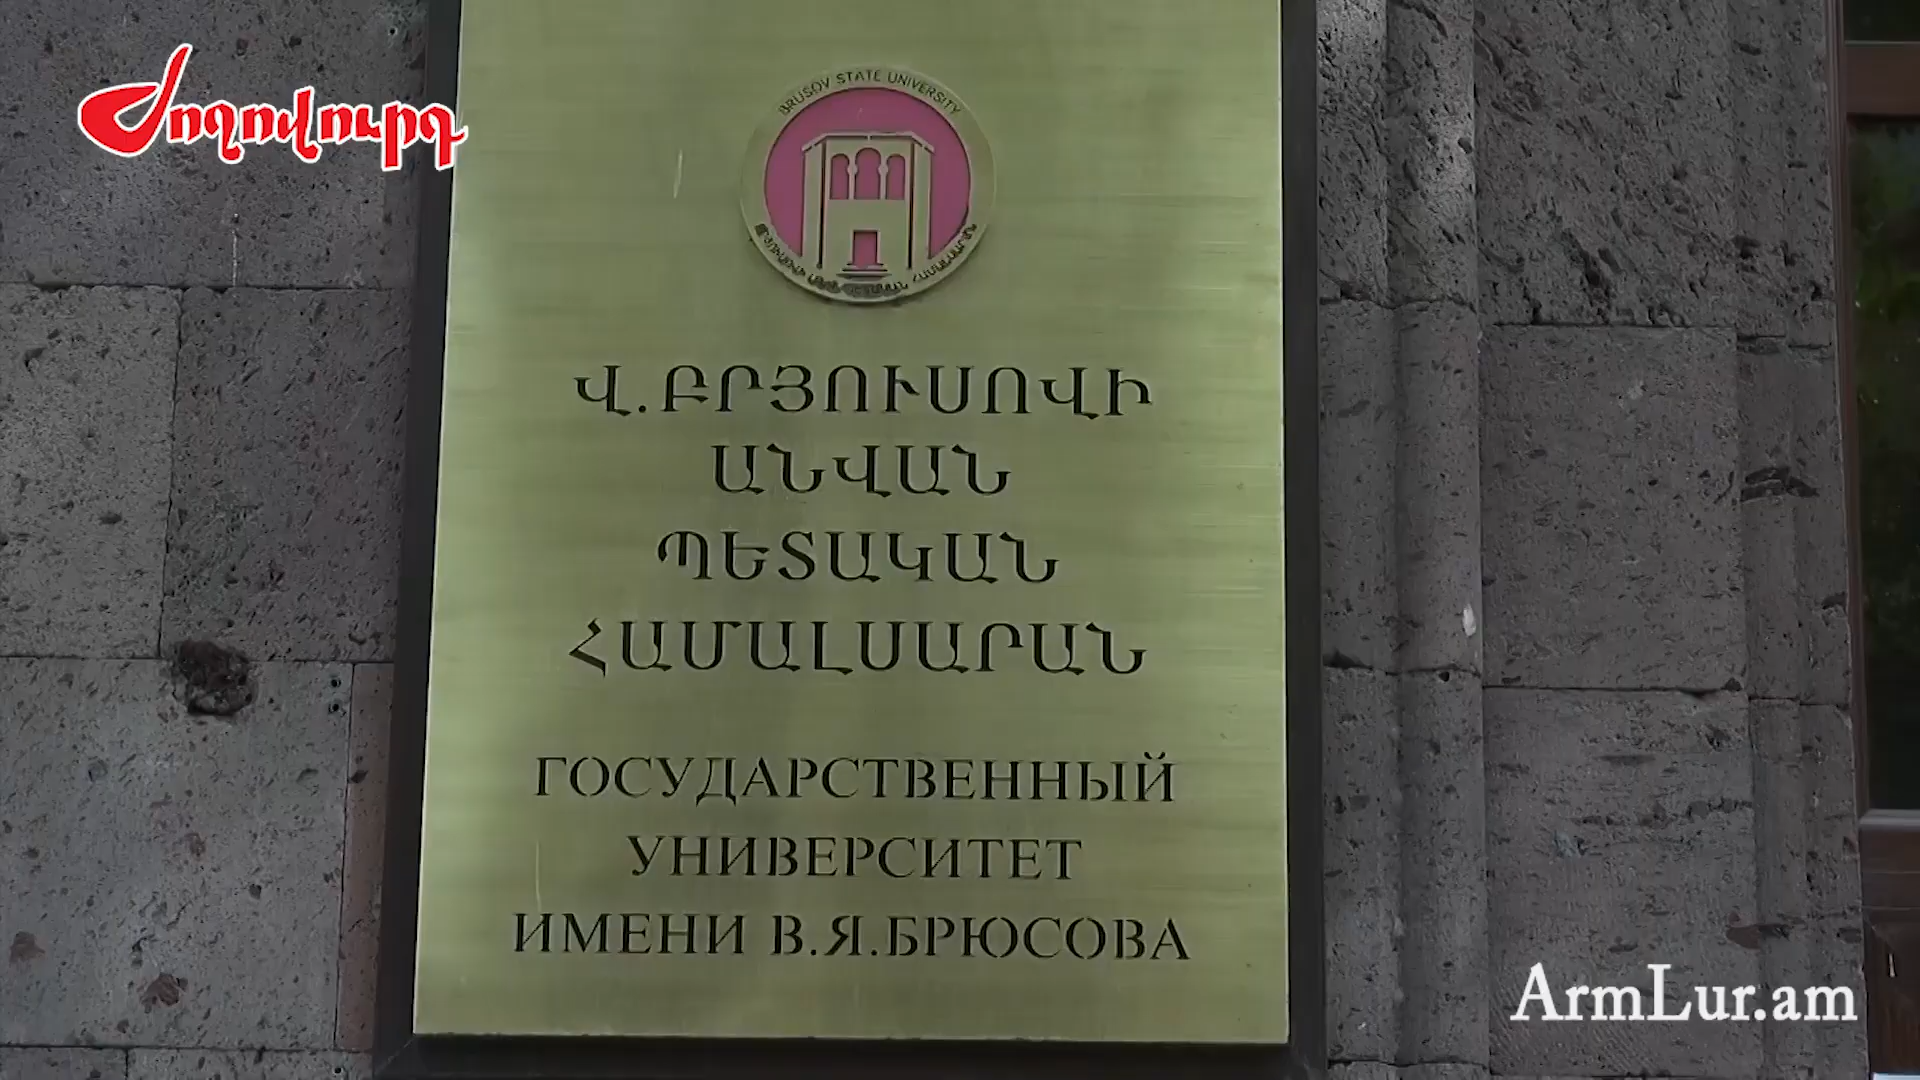 Ժողովուրդ
BRUSOV STATE UNIVERSITY
Վ.ԲՐՅՈՒՍՈՎԻ
ԱՆՎԱՆ
ՊԵՏԱԿԱՆ
ՀԱՄԱԼՍԱՐԱՆ
ГОСУДАРСТВЕННЫЙ
УНИВЕРСИТЕТ
ИМЕНИ В.Я.БРЮСОВА
ArmLur.am